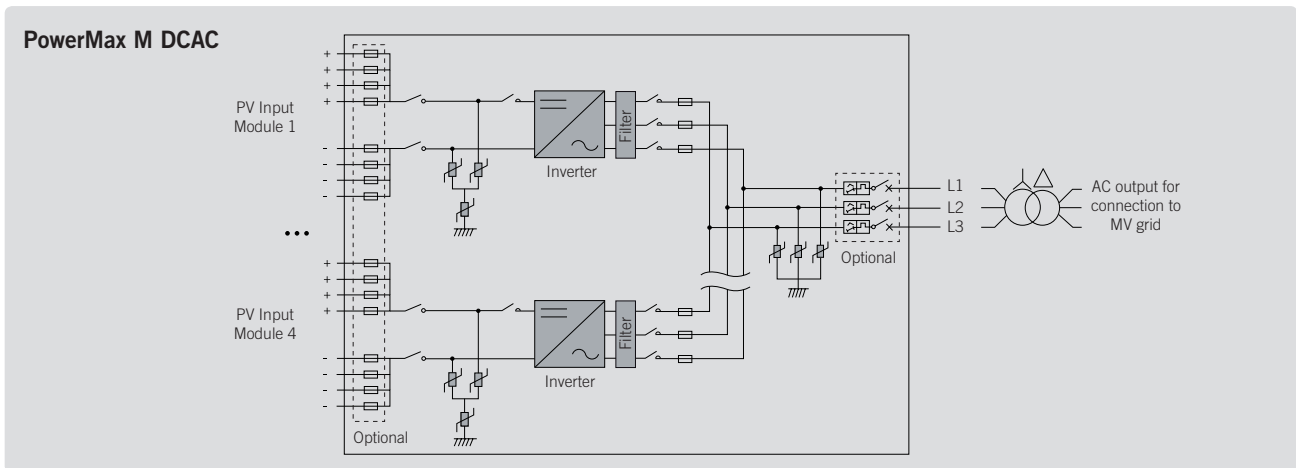 PowerMax M DCAC
+
+
+
+
PV Input
Module 1
-
-
-
-
Inverter
Filter
L1
L2
L3
AC output for
connection to
MV grid
Optional
...
+
+
+
+
PV Input
Module 4
-
-
-
-
Inverter
Filter
Optional